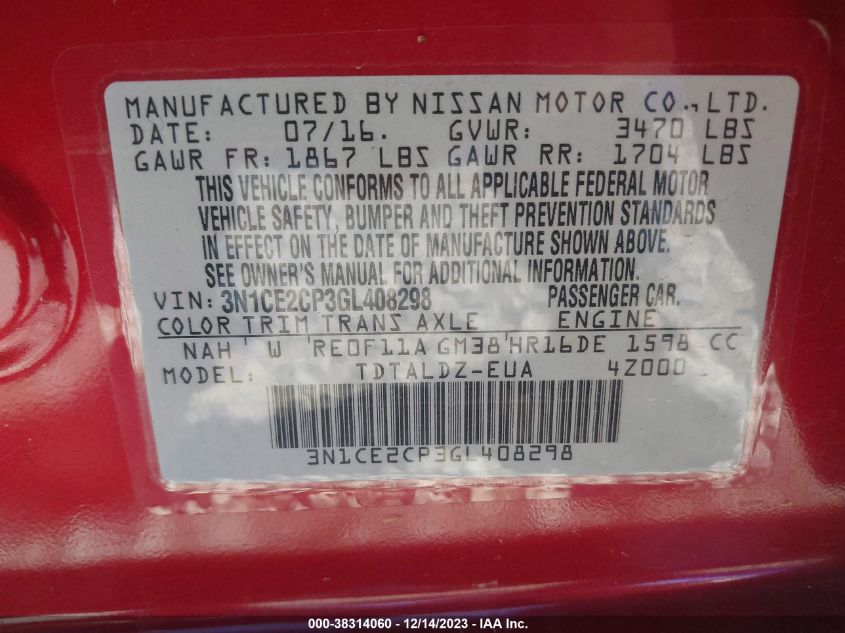 MANUFACTURED BY NISSAN MOTOR CO.,LTD.
DATE: 07/16. GVWR: 3470 LBS
GAWR FR: 1867 LBS GAWR RR: 1704 LBS
THIS VEHICLE CONFORMS TO ALL APPLICABLE FEDERAL MOTOR
VEHICLE SAFETY, BUMPER AND THEFT PREVENTION STANDARDS
IN EFFECT ON THE DATE OF MANUFACTURE SHOWN ABOVE.
SEE OWNER'S MANUAL FOR ADDITIONAL INFORMATION.
VIN: 3N1CE2CP3GL408298 PASSENGER CAR.
COLOR TRIM TRANS AXLE ENGINE
NAH' W 'RE0F11A GM38'HR16DE 1598 CC
MODEL: TDTALDZ-EUA 4Z000
3N1CE2CP3GL408298
000-38314060 - 12/14/2023 - IAAI.com